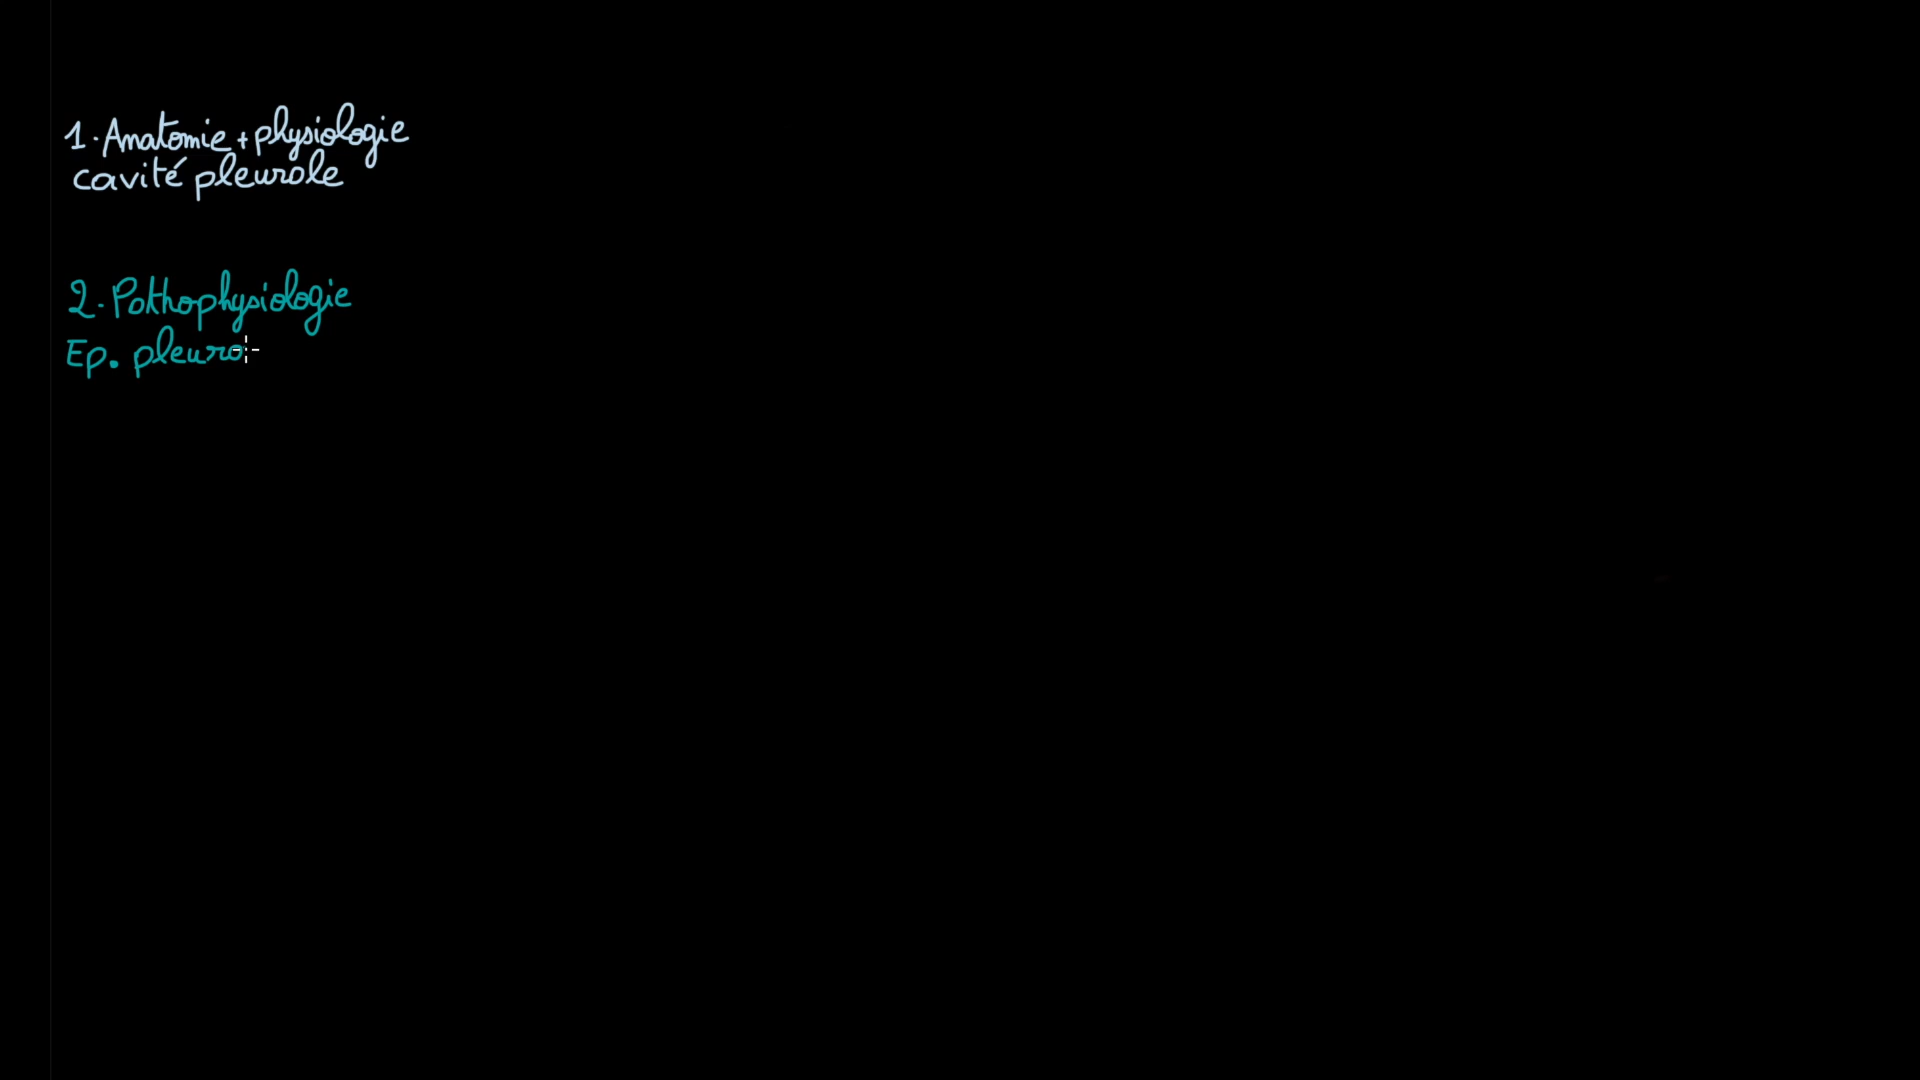 1. Anatomie + physiologie
cavité pleurale
2. Pathophysiologie
Ep. pleura